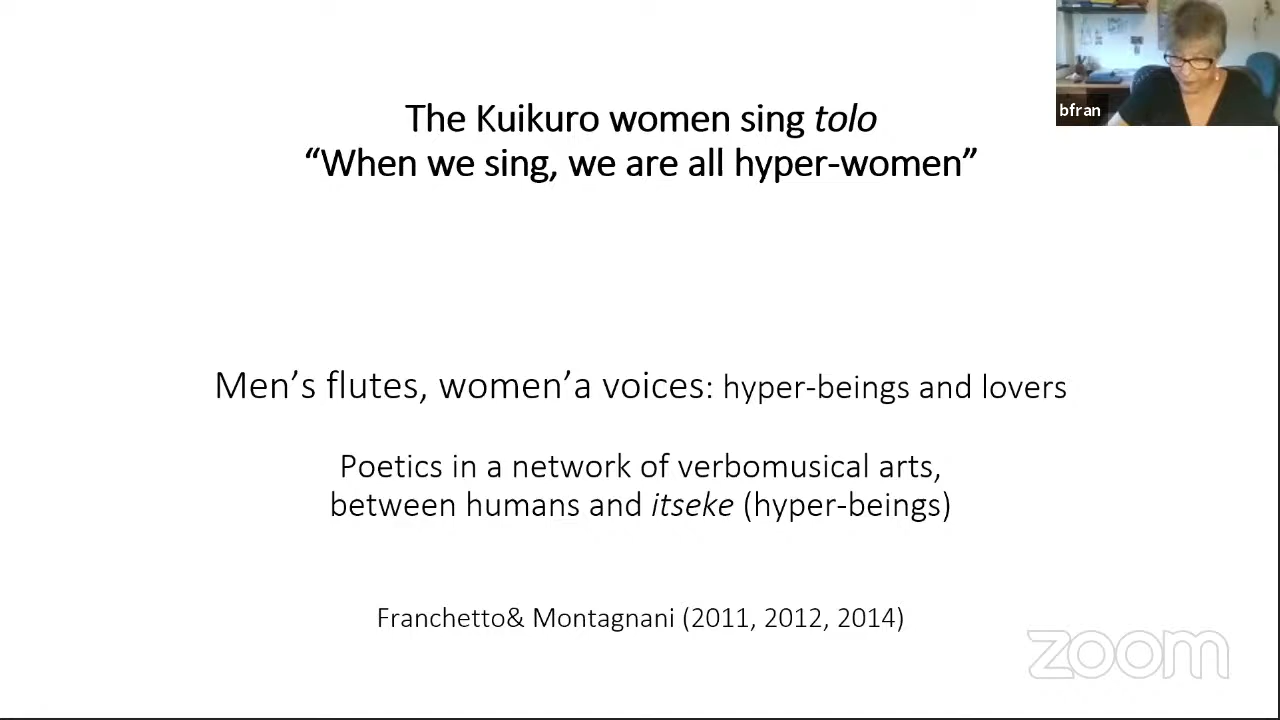 The Kuikuro women sing tolo
“When we sing, we are all hyper-women”
bfran
Men’s flutes, women’a voices: hyper-beings and lovers
Poetics in a network of verbomusical arts,
between humans and itseke (hyper-beings)
Franchetto& Montagnani (2011, 2012, 2014)
zoom